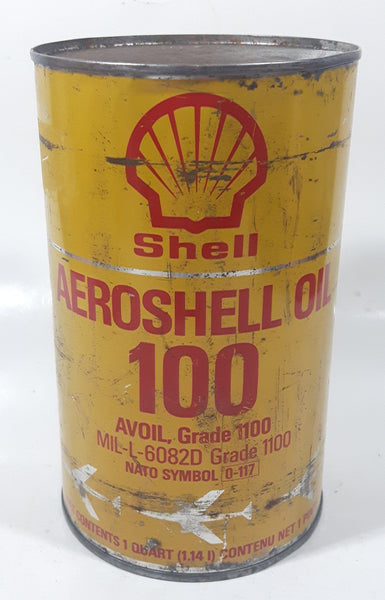 Shell
AEROSHELL OIL
100
AVOIL, Grade 1100
MIL-L-6082D Grade 1100
NATO SYMBOL O-117
CONTENTS 1 QUART (1.14 l) CONTENU NET 1